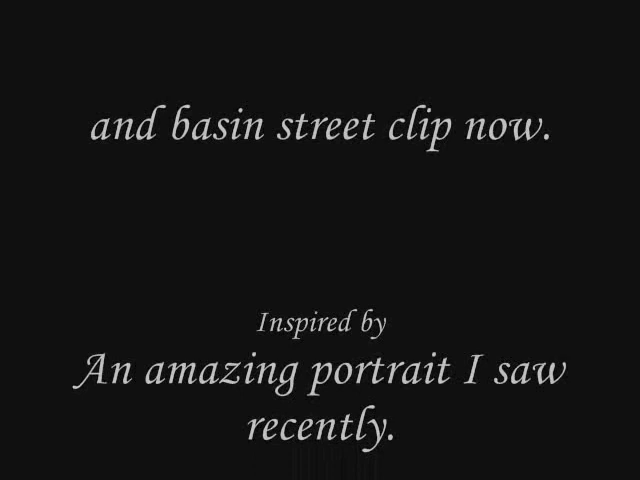 and basin street clip now.
Inspired by
An amazing portrait I saw
recently.